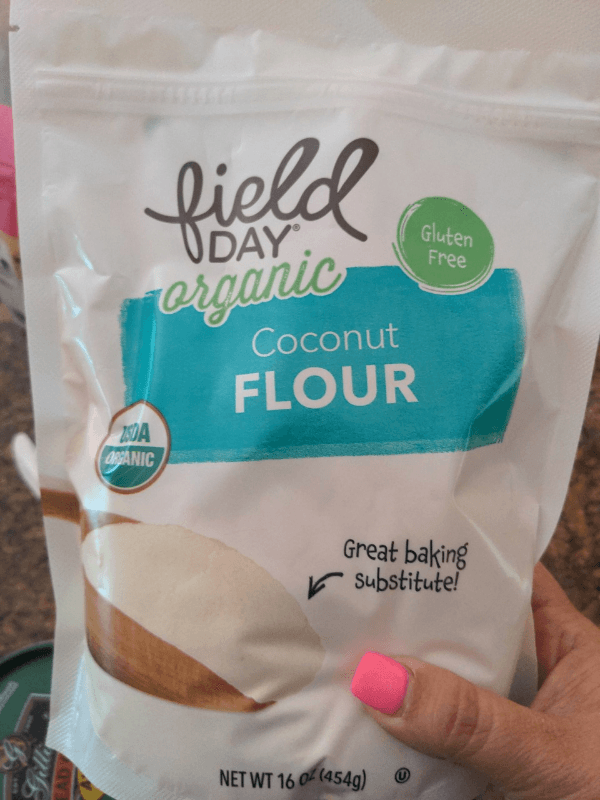 field
DAY®
organic
Gluten
Free
Coconut
FLOUR
USDA
ORGANIC
Great baking
substitute!
NET WT 16 OZ (454g)
U